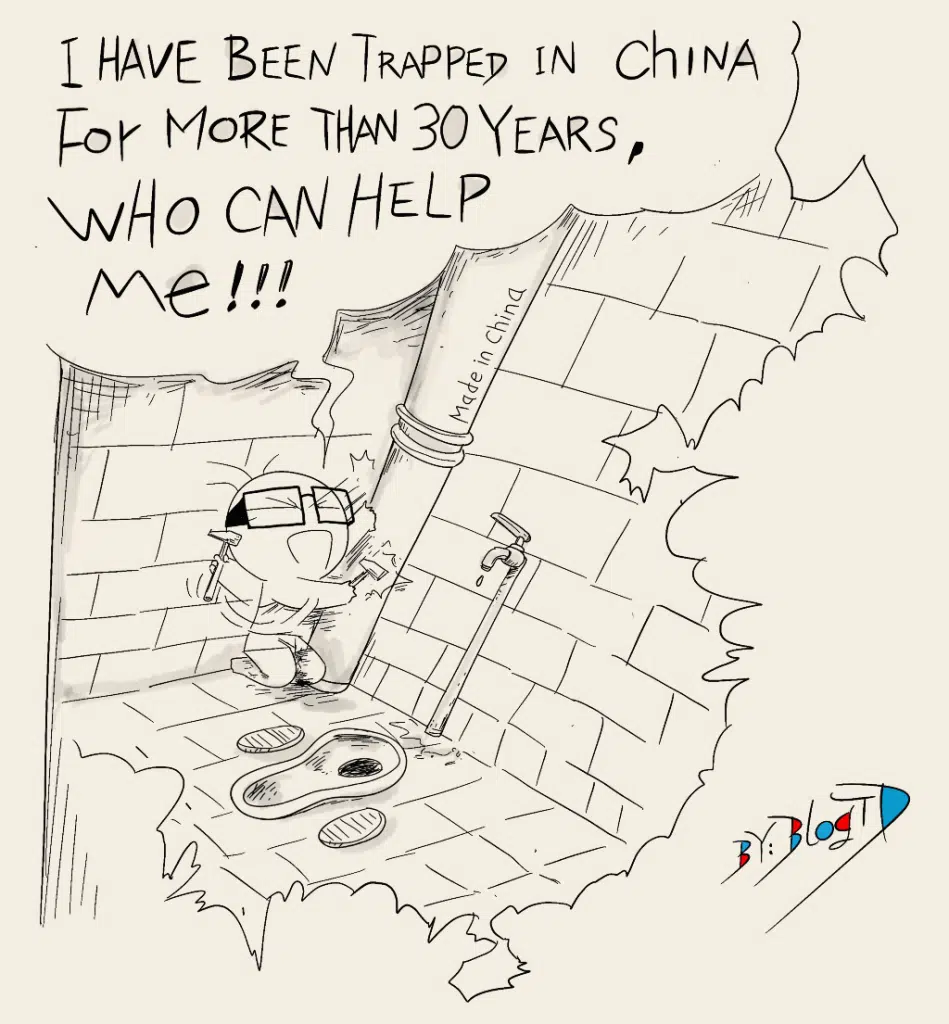 I HAVE BEEN TRAPPED IN ChINA
For MORE THAN 30 YEARS,
WHO CAN HELP
Me!!!
Made in China
BY: BlogTD